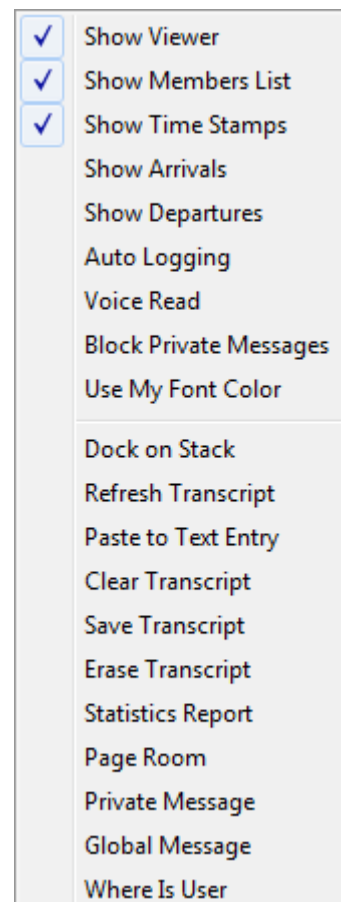 Show Viewer
Show Members List
Show Time Stamps
Show Arrivals
Show Departures
Auto Logging
Voice Read
Block Private Messages
Use My Font Color
Dock on Stack
Refresh Transcript
Paste to Text Entry
Clear Transcript
Save Transcript
Erase Transcript
Statistics Report
Page Room
Private Message
Global Message
Where Is User